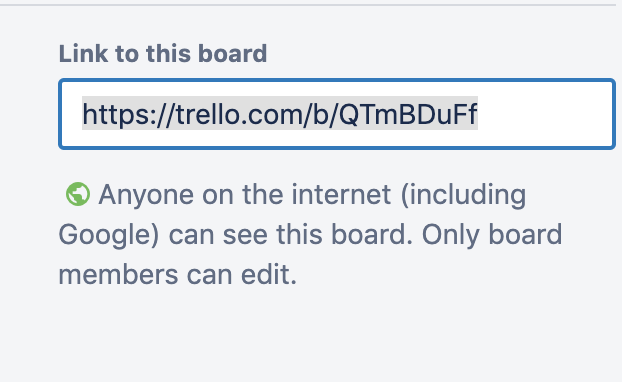 Link to this board
https://trello.com/b/QTmBDuFf
Anyone on the internet (including
Google) can see this board. Only board
members can edit.